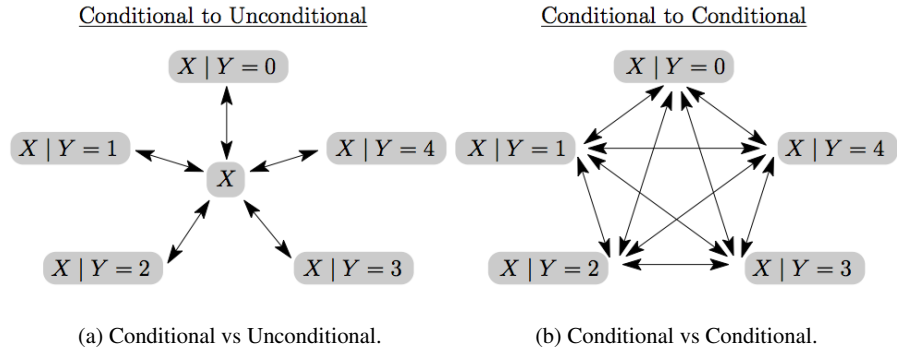 Conditional to Unconditional
X | Y = 0
X | Y = 1
X | Y = 4
X
X | Y = 2
X | Y = 3
(a) Conditional vs Unconditional.
Conditional to Conditional
X | Y = 0
X | Y = 1
X | Y = 4
X | Y = 2
X | Y = 3
(b) Conditional vs Conditional.